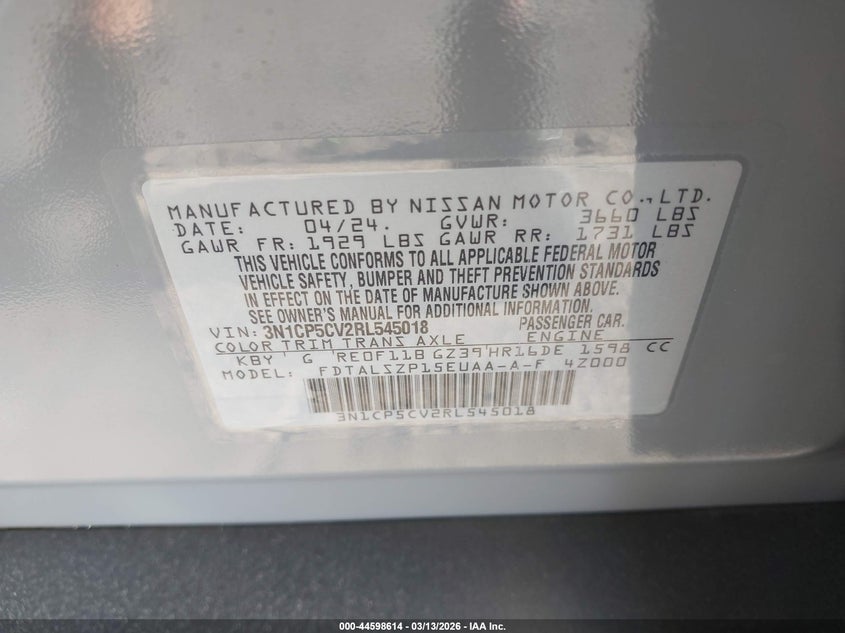 MANUFACTURED BY NISSAN MOTOR CO., LTD.
DATE: 04/24. GVWR: 3660 LBS
GAWR FR: 1929 LBS GAWR RR: 1731 LBS
THIS VEHICLE CONFORMS TO ALL APPLICABLE FEDERAL MOTOR
VEHICLE SAFETY, BUMPER AND THEFT PREVENTION STANDARDS
IN EFFECT ON THE DATE OF MANUFACTURE SHOWN ABOVE.
SEE OWNER'S MANUAL FOR ADDITIONAL INFORMATION.
VIN: 3N1CP5CV2RL545018 PASSENGER CAR.
COLOR TRIM TRANS AXLE ENGINE
KBY G RE0F11B GZ39 HR16DE 1598 CC
MODEL: FDTALSZP15EUAA-A-F 4Z000
3N1CP5CV2RL545018
000-44598614 | 03/13/2026 - IAA Inc.